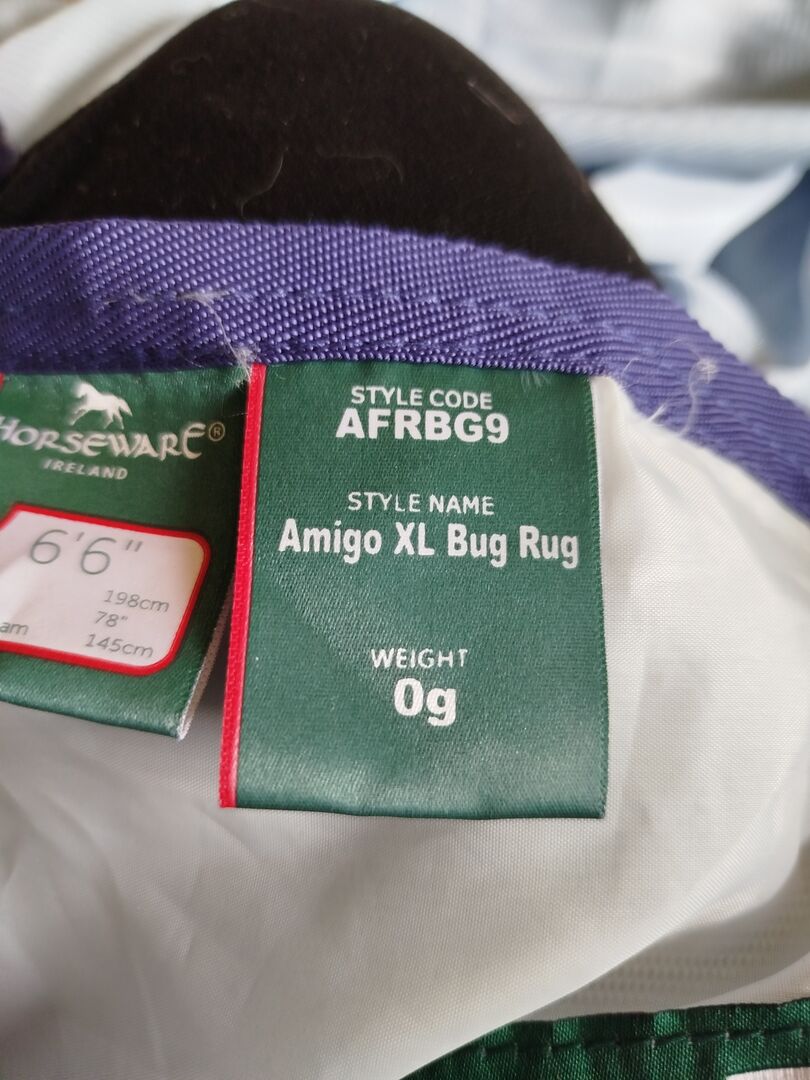 HORSEWARE®
IRELAND
6'6"
198cm
78"
am 145cm
STYLE CODE
AFRBG9
STYLE NAME
Amigo XL Bug Rug
WEIGHT
0g